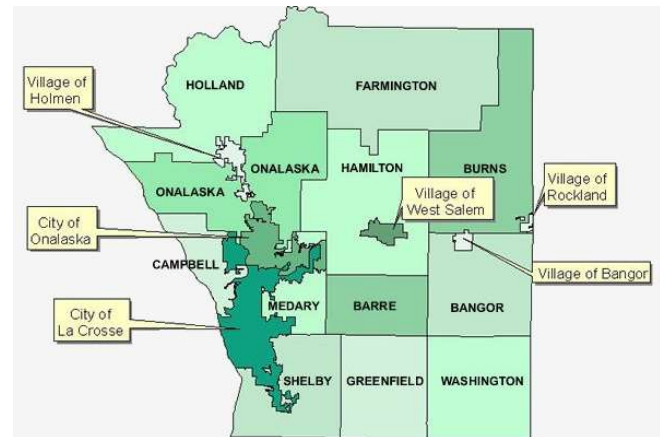 HOLLAND
FARMINGTON
Village of
Holmen
ONALASKA
HAMILTON
BURNS
ONALASKA
Village of
West Salem
Village of
Rockland
City of
Onalaska
CAMPBELL
Village of Bangor
City of
La Crosse
MEDARY
BARRE
BANGOR
SHELBY
GREENFIELD
WASHINGTON